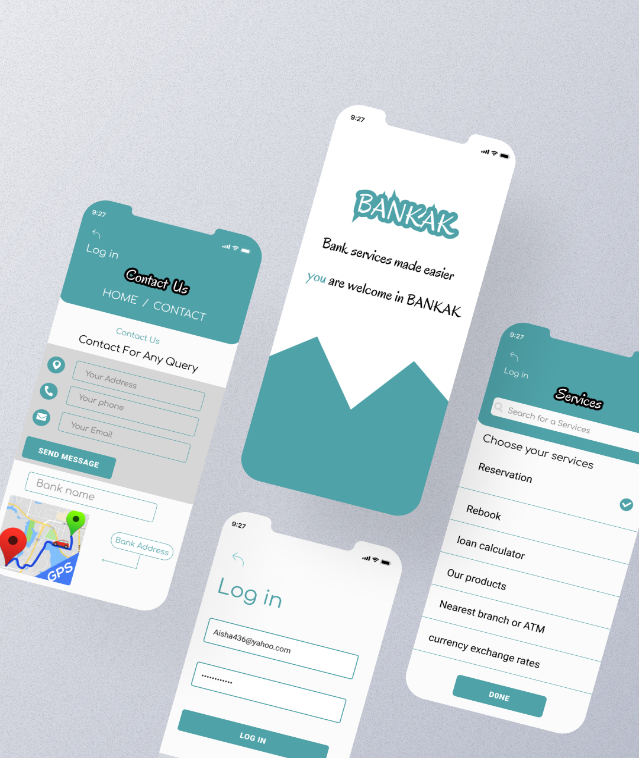 9:27
BANKAK
Bank services made easier
you are welcome in BANKAK
9:27
Log in
Contact Us
HOME / CONTACT
Contact Us
Contact For Any Query
Your Address
Your phone
Your Email
SEND MESSAGE
Bank name
Bank Address
GPS
9:27
Log in
Services
Search for a Services
Choose your services
Reservation
Rebook
loan calculator
Our products
Nearest branch or ATM
currency exchange rates
DONE
9:27
Log in
Aisha436@yahoo.com
LOG IN